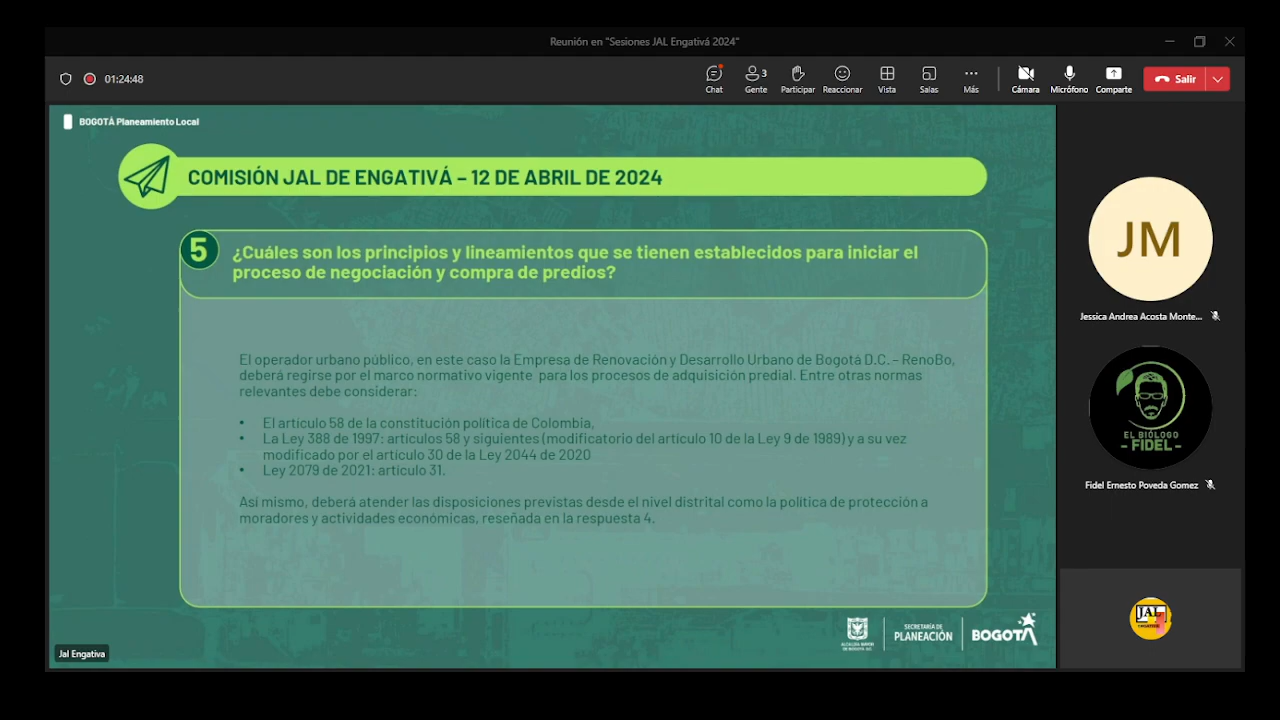 Reunión en "Sesiones JAL Engativá 2024"
01:24:48
Chat
3
Gente
Participar
Reaccionar
Vista
Salas
Más
Cámara
Micrófono
Comparte
Salir
BOGOTÁ Planeamiento Local
COMISIÓN JAL DE ENGATIVÁ – 12 DE ABRIL DE 2024
5
¿Cuáles son los principios y lineamientos que se tienen establecidos para iniciar el
proceso de negociación y compra de predios?
El operador urbano público, en este caso la Empresa de Renovación y Desarrollo Urbano de Bogotá D.C. – RenoBo,
deberá regirse por el marco normativo vigente para los procesos de adquisición predial. Entre otras normas
relevantes debe considerar:
• El artículo 58 de la constitución política de Colombia,
• La Ley 388 de 1997: artículos 58 y siguientes (modificatorio del artículo 10 de la Ley 9 de 1989) y a su vez
modificado por el artículo 30 de la Ley 2044 de 2020
• Ley 2079 de 2021: artículo 31.
Así mismo, deberá atender las disposiciones previstas desde el nivel distrital como la política de protección a
moradores y actividades económicas, reseñada en la respuesta 4.
ALCALDÍA MAYOR
DE BOGOTÁ D.C.
SECRETARÍA DE
PLANEACIÓN
BOGOTÁ
Jal Engativa
JM
Jessica Andrea Acosta Monte...
EL BIÓLOGO
- FIDEL -
Fidel Ernesto Poveda Gomez
JAL